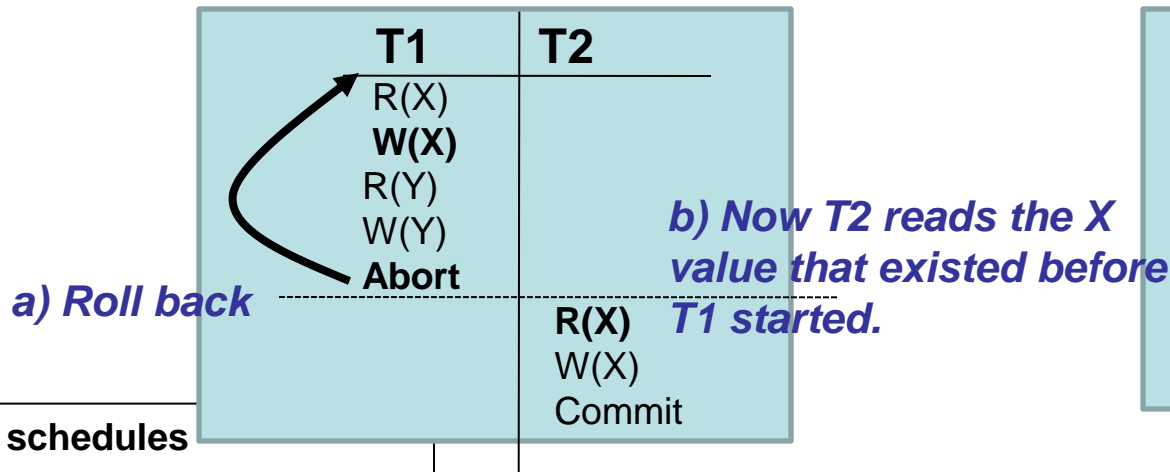 T1 T2
R(X)
W(X)
R(Y)
W(Y)
Abort
a) Roll back
b) Now T2 reads the X
value that existed before
T1 started.
R(X)
W(X)
Commit
schedules